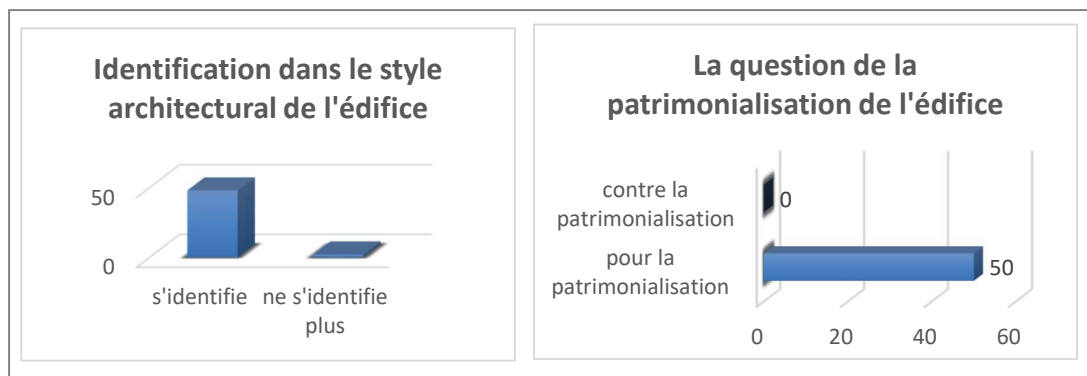 Identification dans le style
architectural de l'édifice
50
0
s'identifie
ne s'identifie
plus
La question de la
patrimonialisation de l'édifice
contre la
patrimonialisation
0
pour la
patrimonialisation
50
0 20 40 60